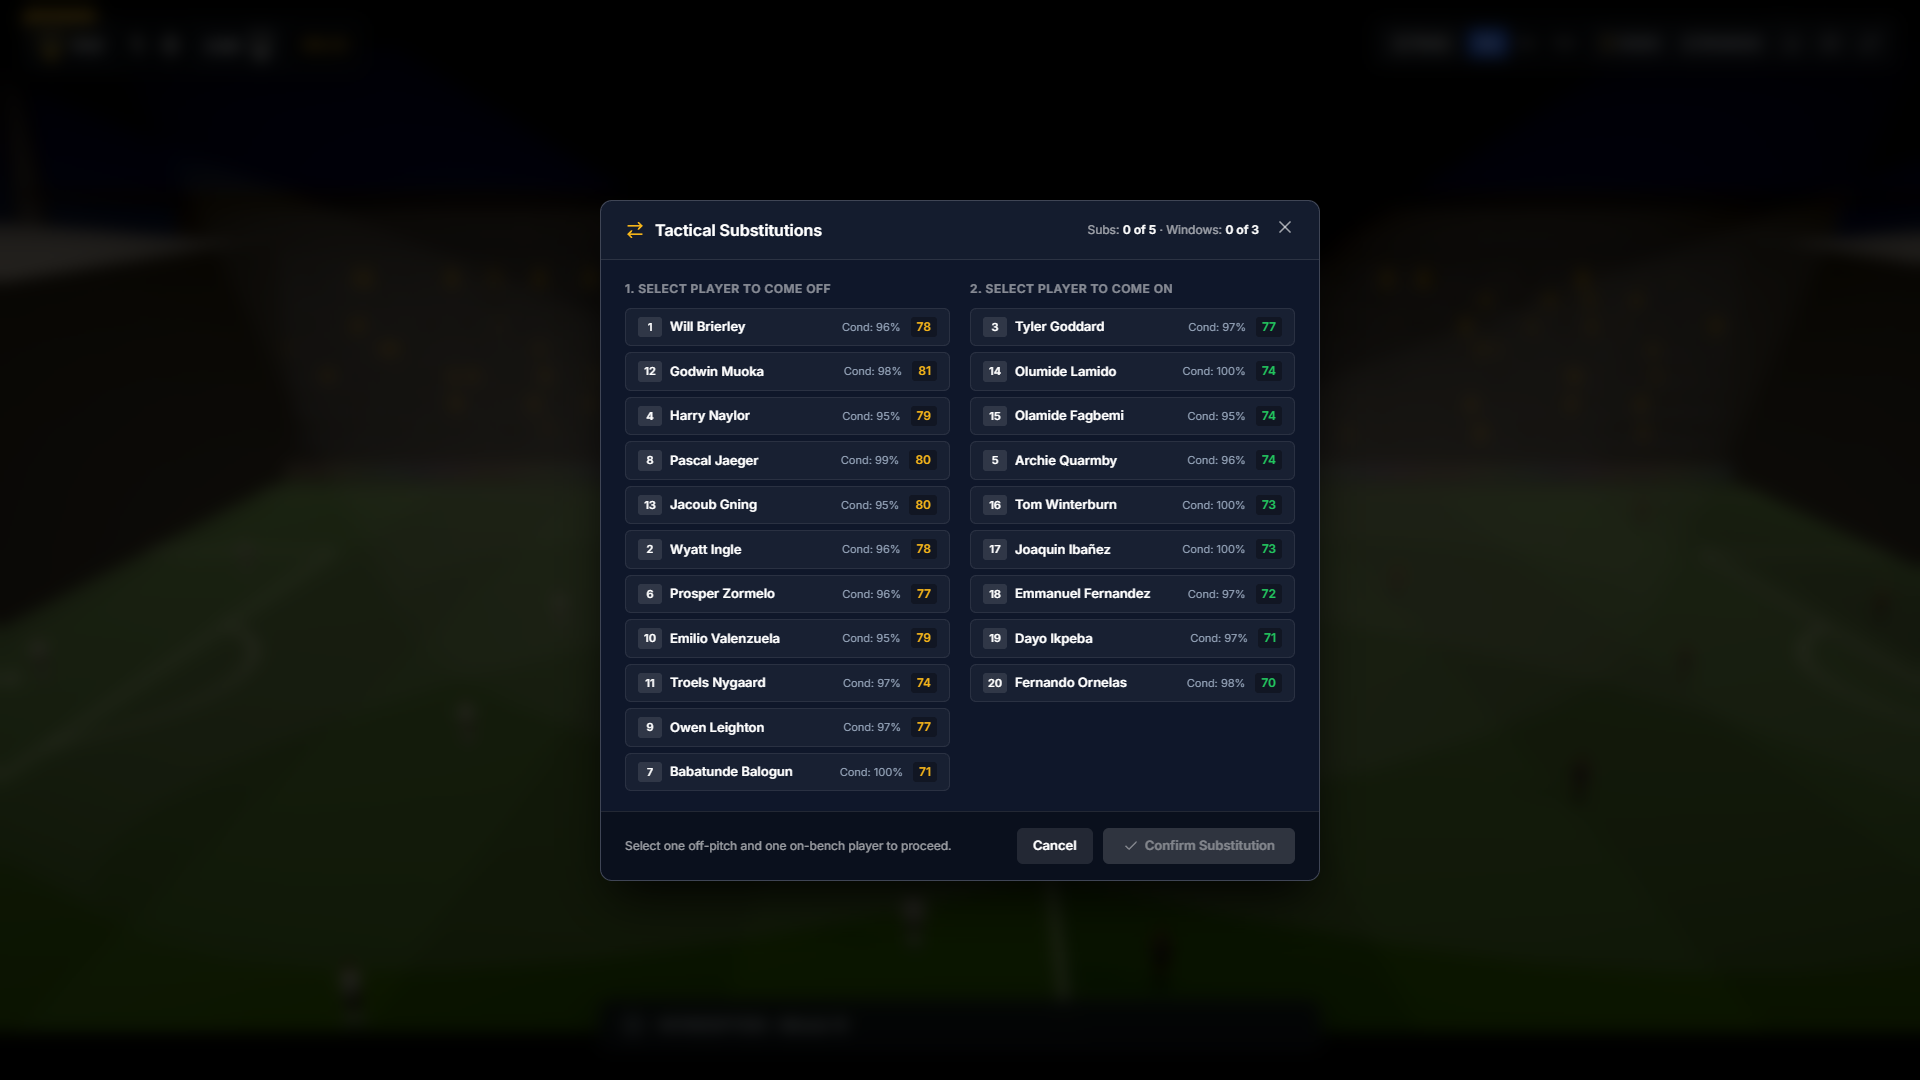 Tactical Substitutions
Subs: 0 of 5 · Windows: 0 of 3
1. SELECT PLAYER TO COME OFF
1 Will Brierley Cond: 96% 78
12 Godwin Muoka Cond: 98% 81
4 Harry Naylor Cond: 95% 79
8 Pascal Jaeger Cond: 99% 80
13 Jacoub Gning Cond: 95% 80
2 Wyatt Ingle Cond: 96% 78
6 Prosper Zormelo Cond: 96% 77
10 Emilio Valenzuela Cond: 95% 79
11 Troels Nygaard Cond: 97% 74
9 Owen Leighton Cond: 97% 77
7 Babatunde Balogun Cond: 100% 71
2. SELECT PLAYER TO COME ON
3 Tyler Goddard Cond: 97% 77
14 Olumide Lamido Cond: 100% 74
15 Olamide Fagbemi Cond: 95% 74
5 Archie Quarmby Cond: 96% 74
16 Tom Winterburn Cond: 100% 73
17 Joaquin Ibañez Cond: 100% 73
18 Emmanuel Fernandez Cond: 97% 72
19 Dayo Ikpeba Cond: 97% 71
20 Fernando Ornelas Cond: 98% 70
Select one off-pitch and one on-bench player to proceed.
Cancel
Confirm Substitution